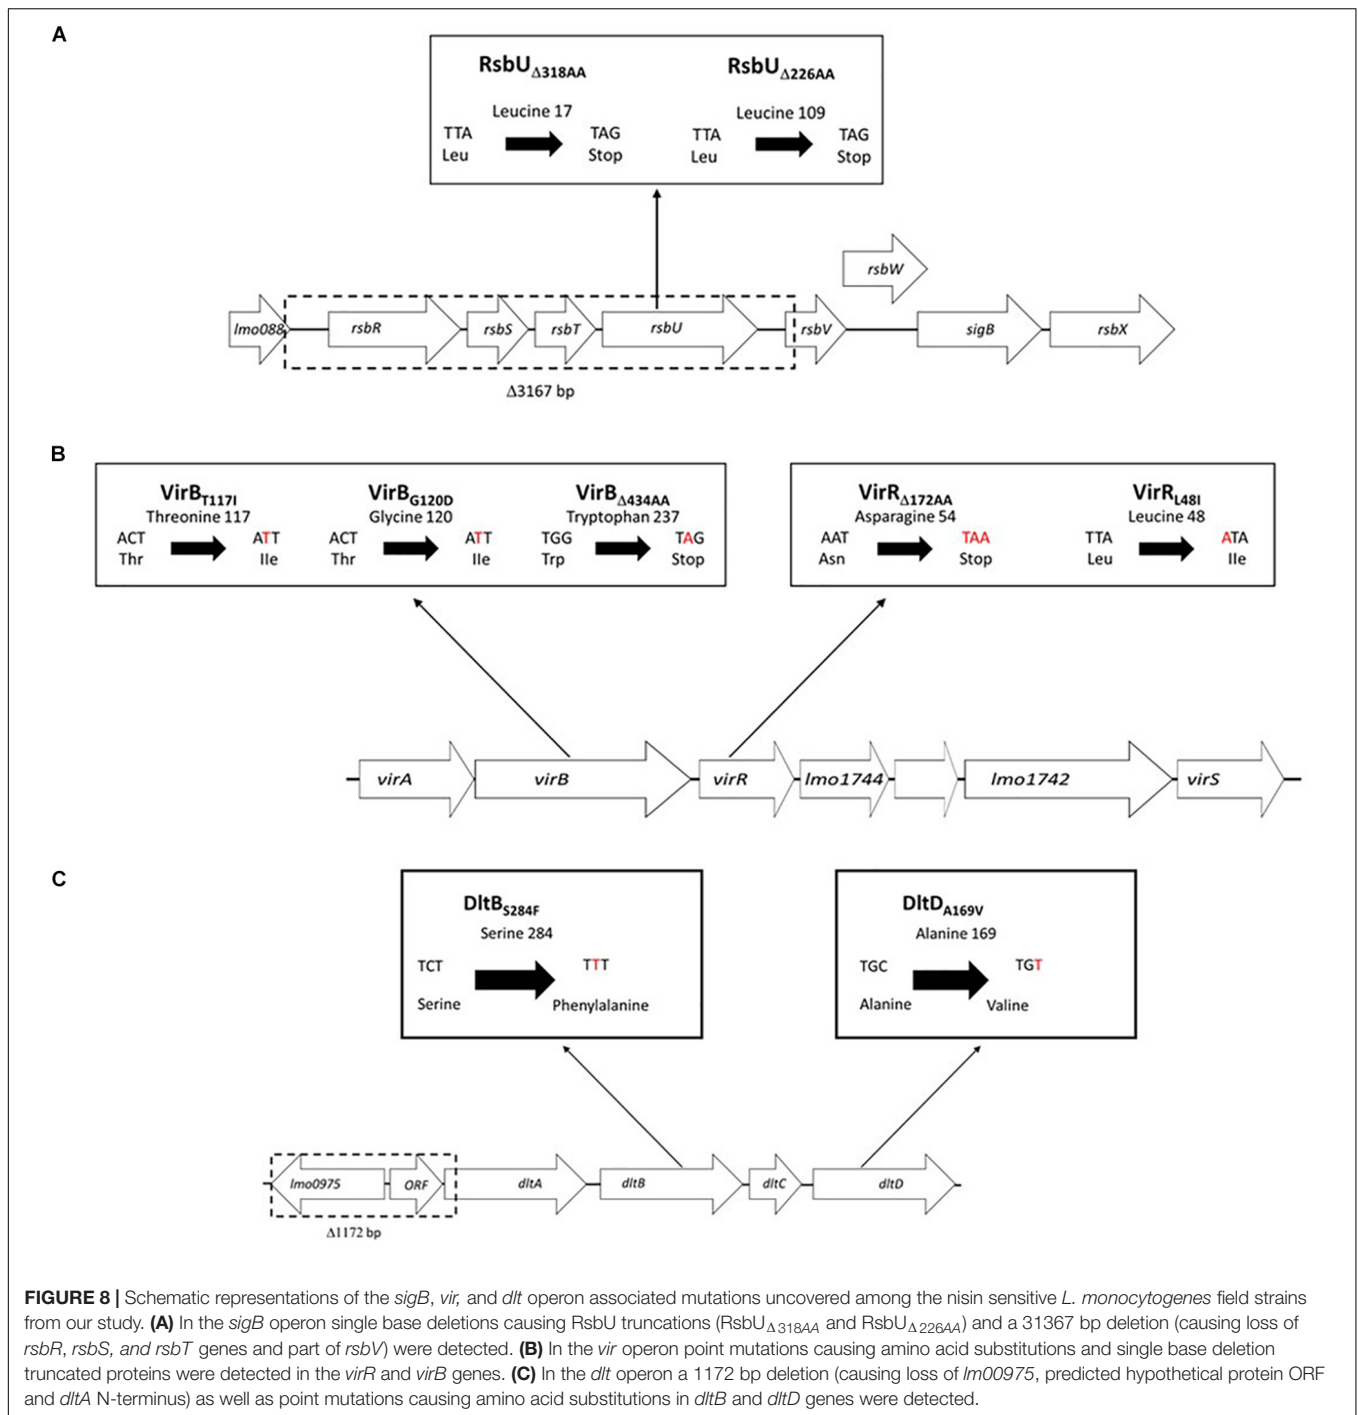 A
RsbUΔ318AA RsbUΔ226AA
Leucine 17 Leucine 109
TTA TAG TTA TAG
Leu Stop Leu Stop
rsbW
lmo088 rsbR rsbS rsbT rsbU rsbV sigB rsbX
Δ3167 bp
B
VirBT117I VirBG120D VirBΔ434AA VirRΔ172AA VirRL48I
Threonine 117 Glycine 120 Tryptophan 237 Asparagine 54 Leucine 48
ACT ATT ACT ATT TGG TAG AAT TAA TTA ATA
Thr Ile Thr Ile Trp Stop Asn Stop Leu Ile
virA virB virR lmo1744 lmo1742 virS
C
DltBS284F DltDA169V
Serine 284 Alanine 169
TCT TTT TGC TGT
Serine Phenylalanine Alanine Valine
lmo0975 ORF dltA dltB dltC dltD
Δ1172 bp
FIGURE 8 | Schematic representations of the sigB, vir, and dlt operon associated mutations uncovered among the nisin sensitive L. monocytogenes field strains
from our study. (A) In the sigB operon single base deletions causing RsbU truncations (RsbUΔ318AA and RsbUΔ226AA) and a 31367 bp deletion (causing loss of
rsbR, rsbS, and rsbT genes and part of rsbV) were detected. (B) In the vir operon point mutations causing amino acid substitutions and single base deletion
truncated proteins were detected in the virR and virB genes. (C) In the dlt operon a 1172 bp deletion (causing loss of lm00975, predicted hypothetical protein ORF
and dltA N-terminus) as well as point mutations causing amino acid substitutions in dltB and dltD genes were detected.